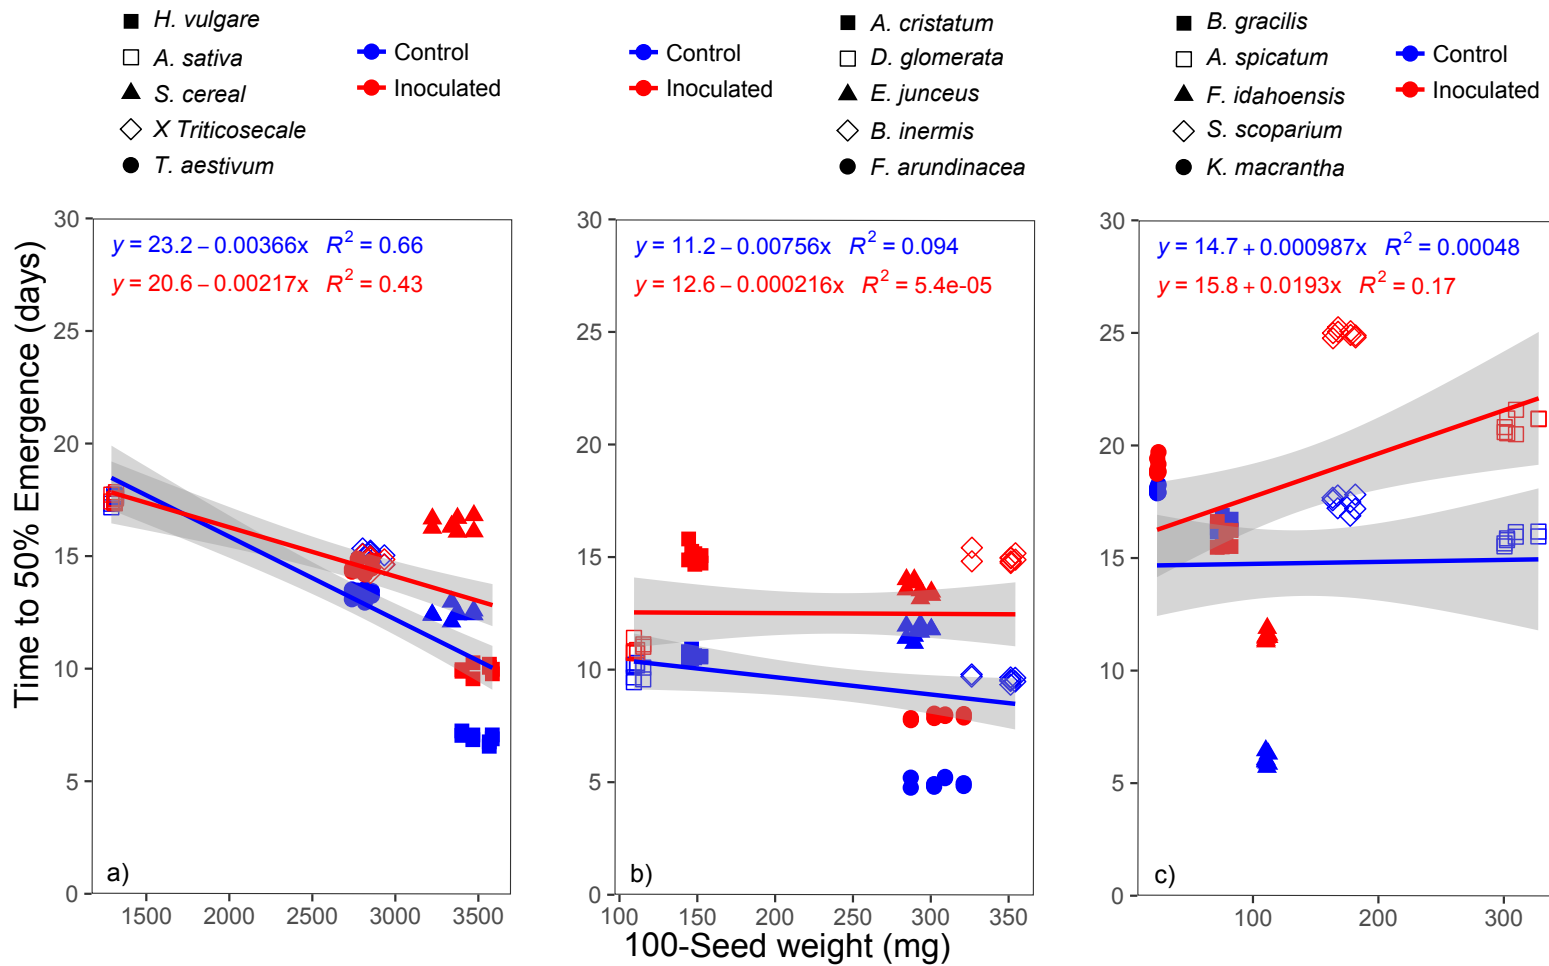 H. vulgare
A. sativa
S. cereal
X Triticosecale
T. aestivum
Control
Inoculated
Control
Inoculated
A. cristatum
D. glomerata
E. junceus
B. inermis
F. arundinacea
B. gracilis
A. spicatum
F. idahoensis
S. scoparium
K. macrantha
Control
Inoculated
Time to 50% Emergence (days)
30
25
20
15
10
5
0
y = 23.2 – 0.00366x R² = 0.66
y = 20.6 – 0.00217x R² = 0.43
a)
1500 2000 2500 3000 3500
30
25
20
15
10
5
0
y = 11.2 – 0.00756x R² = 0.094
y = 12.6 – 0.000216x R² = 5.4e-05
b)
100 150 200 250 300 350
30
25
20
15
10
5
0
y = 14.7 + 0.000987x R² = 0.00048
y = 15.8 + 0.0193x R² = 0.17
c)
100 200 300
100-Seed weight (mg)